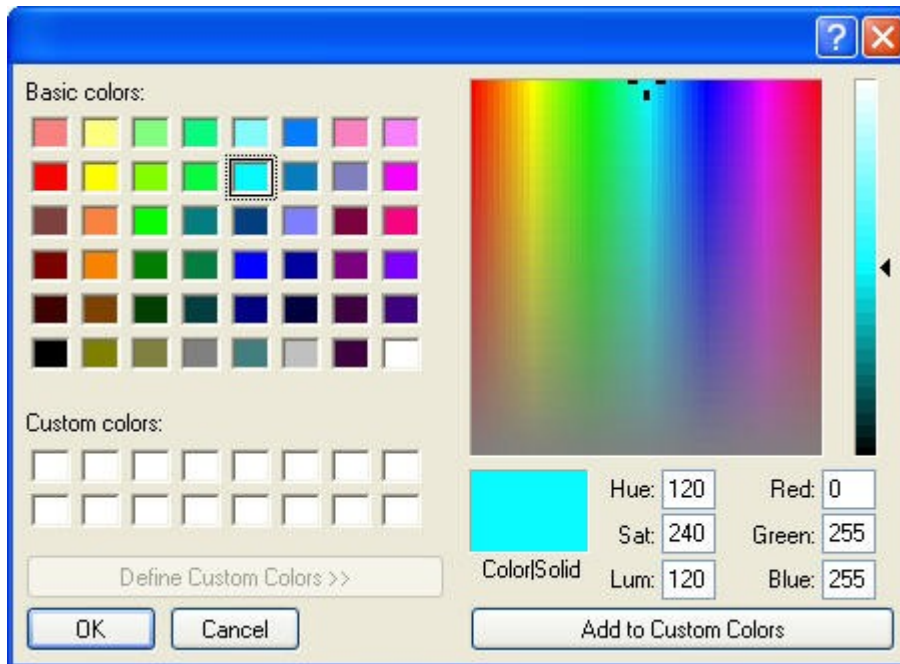 ?
Basic colors:
Custom colors:
Define Custom Colors >>
OK
Cancel
Hue: 120
Red: 0
Sat: 240
Green: 255
Color|Solid
Lum: 120
Blue: 255
Add to Custom Colors